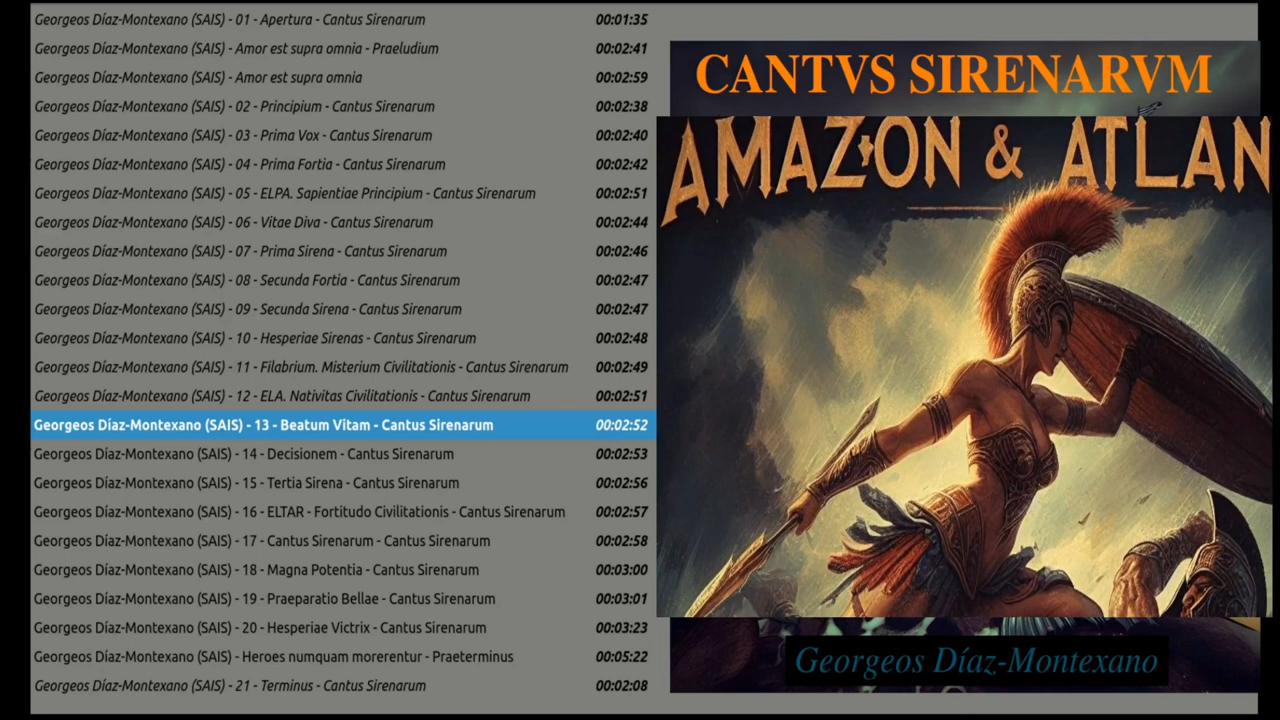 Georgeos Díaz-Montexano (SAIS) - 01 - Apertura - Cantus Sirenarum 00:01:35
Georgeos Díaz-Montexano (SAIS) - Amor est supra omnia - Praeludium 00:02:41
Georgeos Díaz-Montexano (SAIS) - Amor est supra omnia 00:02:59
Georgeos Díaz-Montexano (SAIS) - 02 - Principium - Cantus Sirenarum 00:02:38
Georgeos Díaz-Montexano (SAIS) - 03 - Prima Vox - Cantus Sirenarum 00:02:40
Georgeos Díaz-Montexano (SAIS) - 04 - Prima Fortia - Cantus Sirenarum 00:02:42
Georgeos Díaz-Montexano (SAIS) - 05 - ELPA. Sapientiae Principium - Cantus Sirenarum 00:02:51
Georgeos Díaz-Montexano (SAIS) - 06 - Vitae Diva - Cantus Sirenarum 00:02:44
Georgeos Díaz-Montexano (SAIS) - 07 - Prima Sirena - Cantus Sirenarum 00:02:46
Georgeos Díaz-Montexano (SAIS) - 08 - Secunda Fortia - Cantus Sirenarum 00:02:47
Georgeos Díaz-Montexano (SAIS) - 09 - Secunda Sirena - Cantus Sirenarum 00:02:47
Georgeos Díaz-Montexano (SAIS) - 10 - Hesperiae Sirenas - Cantus Sirenarum 00:02:48
Georgeos Díaz-Montexano (SAIS) - 11 - Filabrium. Misterium Civilitationis - Cantus Sirenarum 00:02:49
Georgeos Díaz-Montexano (SAIS) - 12 - ELA. Nativitas Civilitationis - Cantus Sirenarum 00:02:51
Georgeos Díaz-Montexano (SAIS) - 13 - Beatum Vitam - Cantus Sirenarum 00:02:52
Georgeos Díaz-Montexano (SAIS) - 14 - Decisionem - Cantus Sirenarum 00:02:53
Georgeos Díaz-Montexano (SAIS) - 15 - Tertia Sirena - Cantus Sirenarum 00:02:56
Georgeos Díaz-Montexano (SAIS) - 16 - ELTAR - Fortitudo Civilitationis - Cantus Sirenarum 00:02:57
Georgeos Díaz-Montexano (SAIS) - 17 - Cantus Sirenarum - Cantus Sirenarum 00:02:58
Georgeos Díaz-Montexano (SAIS) - 18 - Magna Potentia - Cantus Sirenarum 00:03:00
Georgeos Díaz-Montexano (SAIS) - 19 - Praeparatio Bellae - Cantus Sirenarum 00:03:01
Georgeos Díaz-Montexano (SAIS) - 20 - Hesperiae Victrix - Cantus Sirenarum 00:03:23
Georgeos Díaz-Montexano (SAIS) - Heroes numquam morerentur - Praeterminus 00:05:22
Georgeos Díaz-Montexano (SAIS) - 21 - Terminus - Cantus Sirenarum 00:02:08
CANTVS SIRENARVM
AMAZON & ATLAN
Georgeos Díaz-Montexano